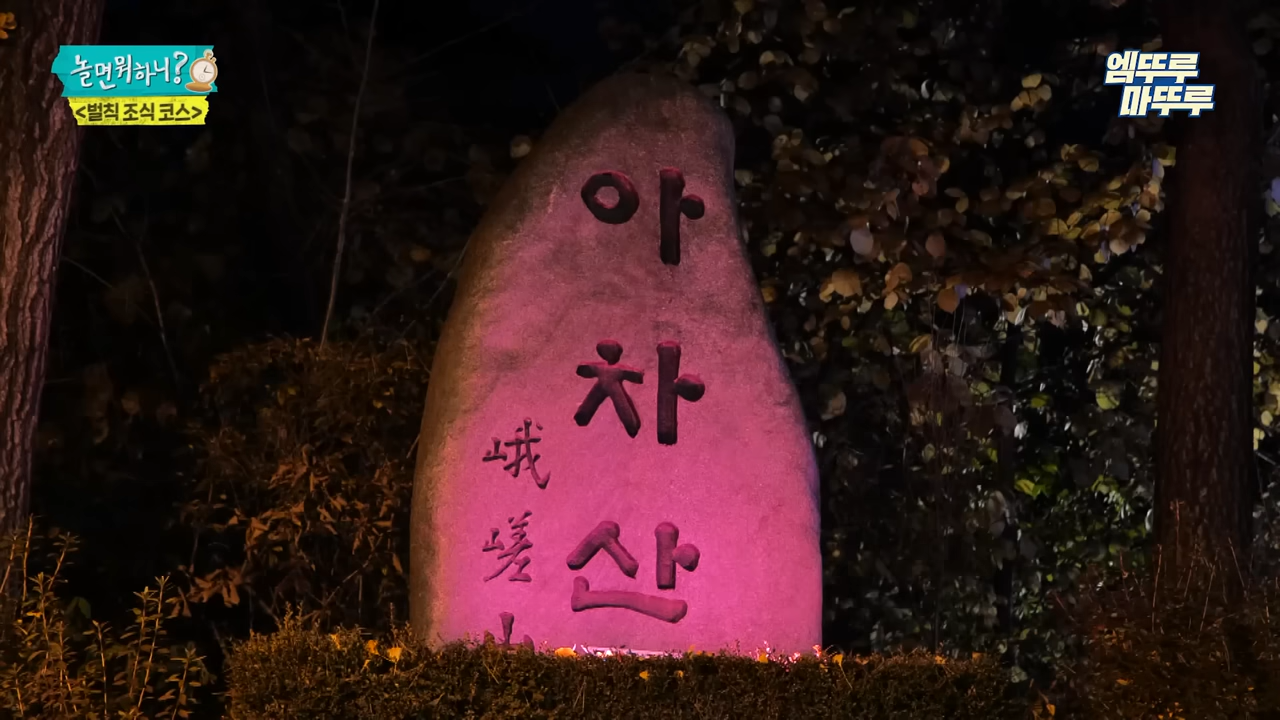 놀면뭐하니?
<벌칙 조식 코스>
엠뚜루
마뚜루
아차산
峨嵯山